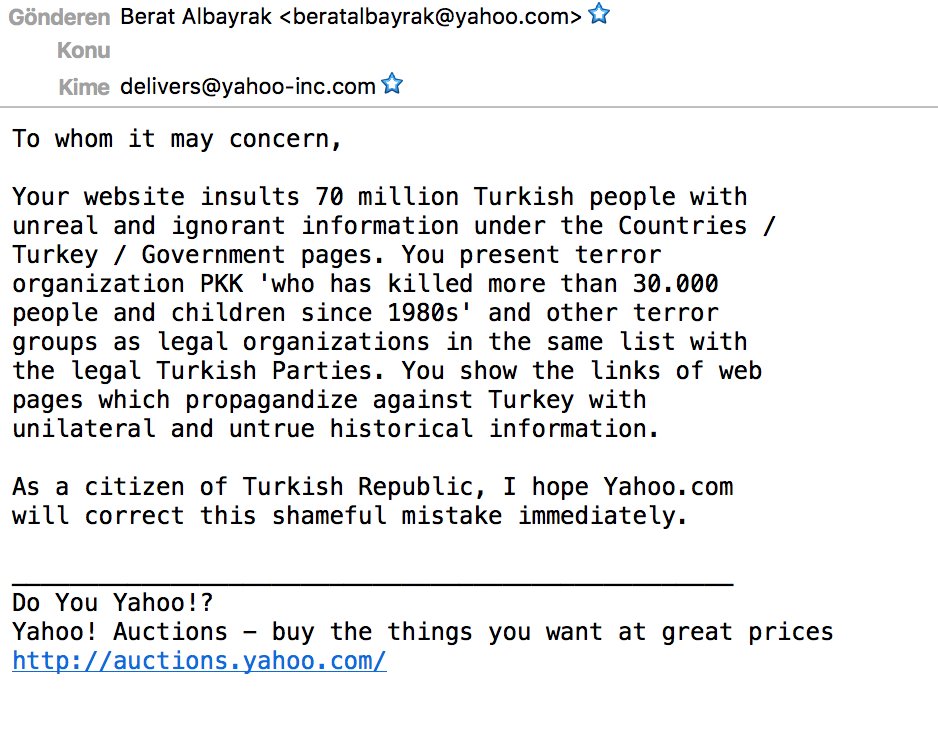 Gönderen Berat Albayrak <beratalbayrak@yahoo.com>
Konu
Kime delivers@yahoo-inc.com
To whom it may concern,
Your website insults 70 million Turkish people with
unreal and ignorant information under the Countries /
Turkey / Government pages. You present terror
organization PKK 'who has killed more than 30.000
people and children since 1980s' and other terror
groups as legal organizations in the same list with
the legal Turkish Parties. You show the links of web
pages which propagandize against Turkey with
unilateral and untrue historical information.
As a citizen of Turkish Republic, I hope Yahoo.com
will correct this shameful mistake immediately.
__________________________________________________
Do You Yahoo!?
Yahoo! Auctions – buy the things you want at great prices
http://auctions.yahoo.com/